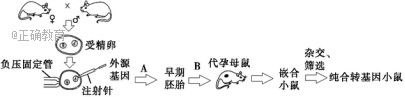 ×
♀ ♂
@正确教育
受精卵
负压固定管
外源基因
注射针
A
早期胚胎
B
代孕母鼠
嵌合小鼠
杂交、筛选
纯合转基因小鼠